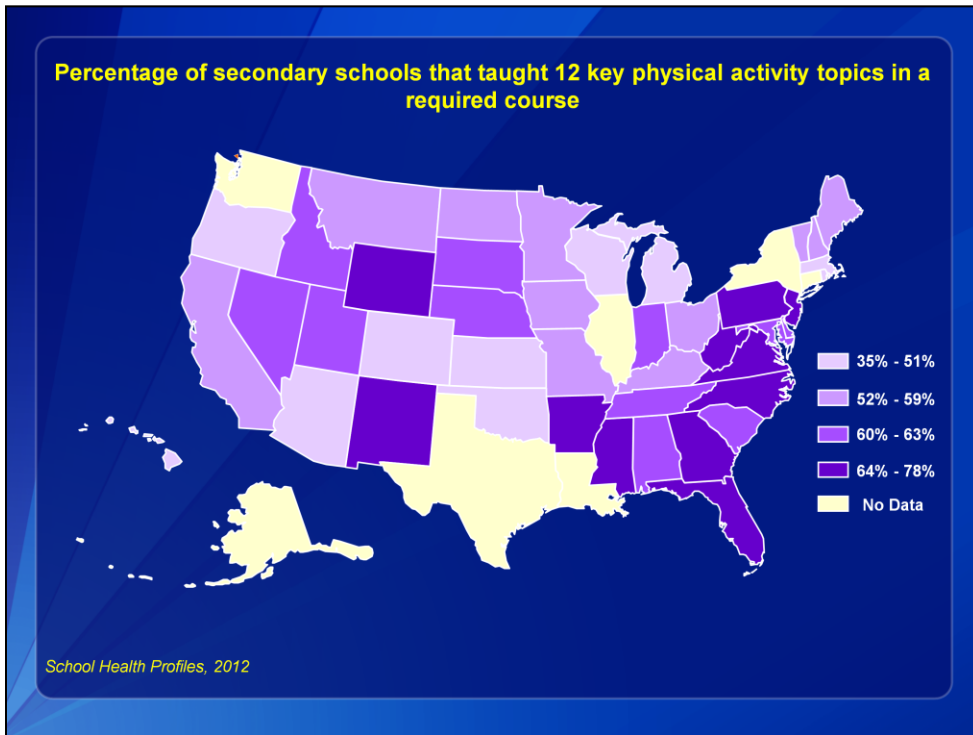 Percentage of secondary schools that taught 12 key physical activity topics in a
required course
35% - 51%
52% - 59%
60% - 63%
64% - 78%
No Data
School Health Profiles, 2012